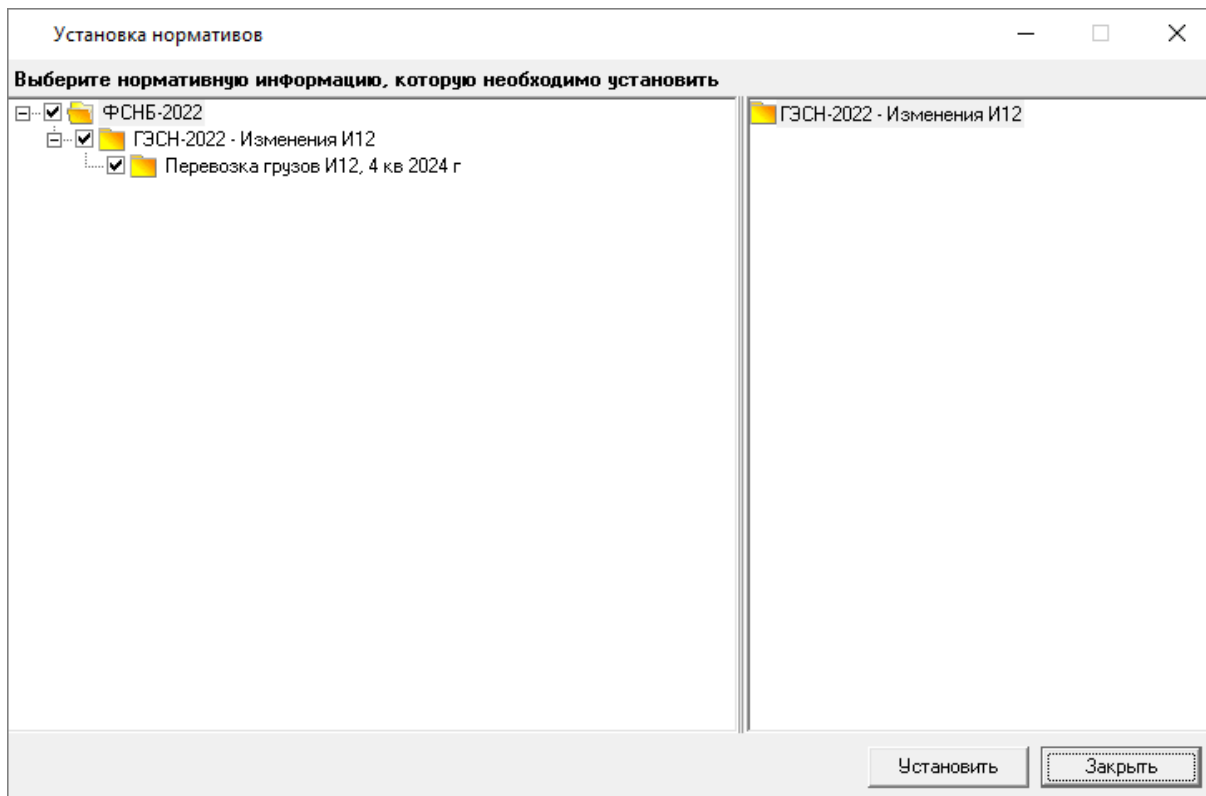 Установка нормативов
Выберите нормативную информацию, которую необходимо установить
ФСНБ-2022
ГЭСН-2022 - Изменения И12
Перевозка грузов И12, 4 кв 2024 г
ГЭСН-2022 - Изменения И12
Установить
Закрыть